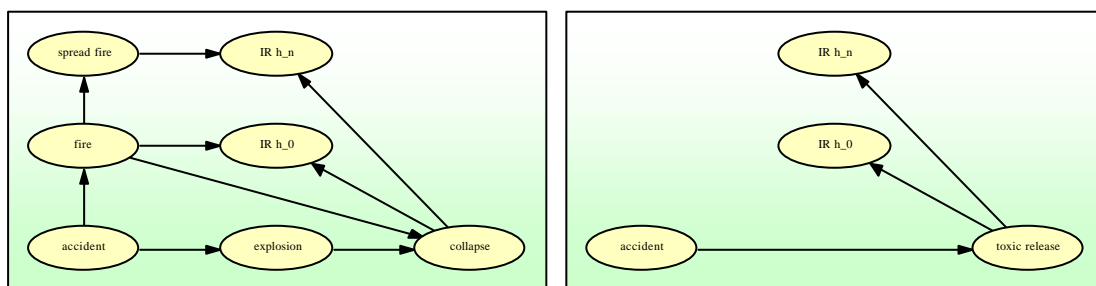 spread fire
IR h_n
fire
IR h_0
accident
explosion
collapse
IR h_n
IR h_0
accident
toxic release